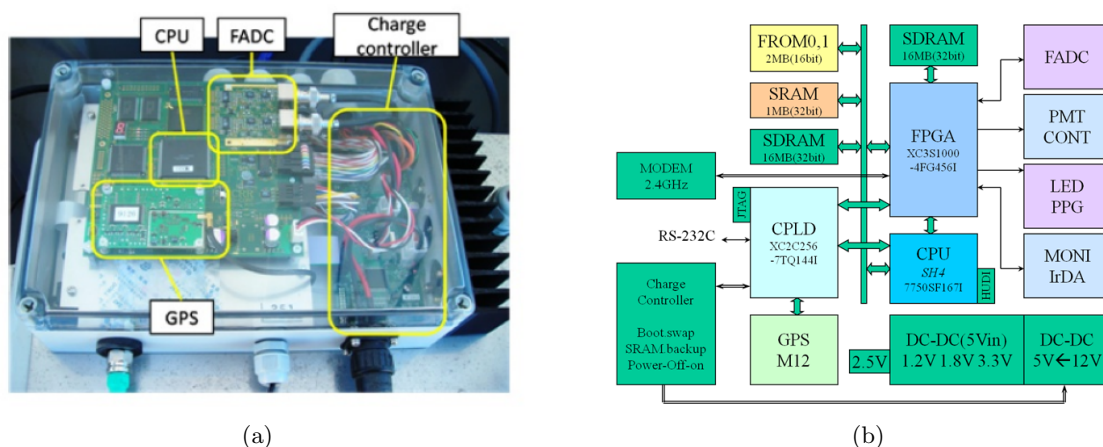 CPU
FADC
Charge
controller
GPS
(a)
FROM0,1
2MB(16bit)
SRAM
1MB(32bit)
SDRAM
16MB(32bit)
SDRAM
16MB(32bit)
FADC
PMT
CONT
FPGA
XC3S1000
-4FG456I
MODEM
2.4GHz
JTAG
LED
PPG
RS-232C
CPLD
XC2C256
-7TQ144I
CPU
SH4
7750SF167I
HUDI
MONI
IrDA
Charge
Controller
Boot.swap
SRAM.backup
Power-Off-on
GPS
M12
2.5V
DC-DC(5Vin)
1.2V 1.8V 3.3V
DC-DC
5V←12V
(b)